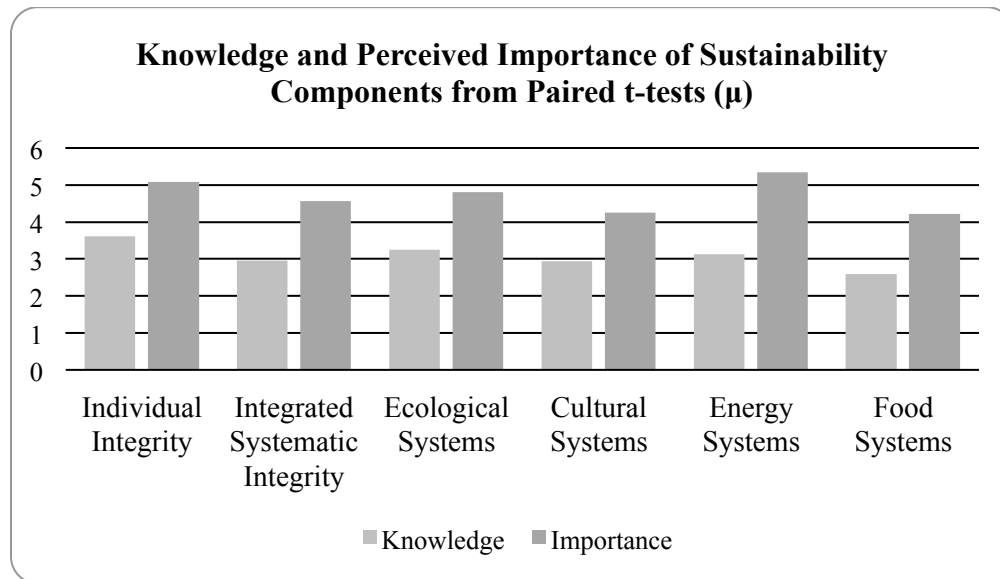 Knowledge and Perceived Importance of Sustainability
Components from Paired t-tests (μ)
6
5
4
3
2
1
0
Individual
Integrity
Integrated
Systematic
Integrity
Ecological
Systems
Cultural
Systems
Energy
Systems
Food
Systems
Knowledge
Importance